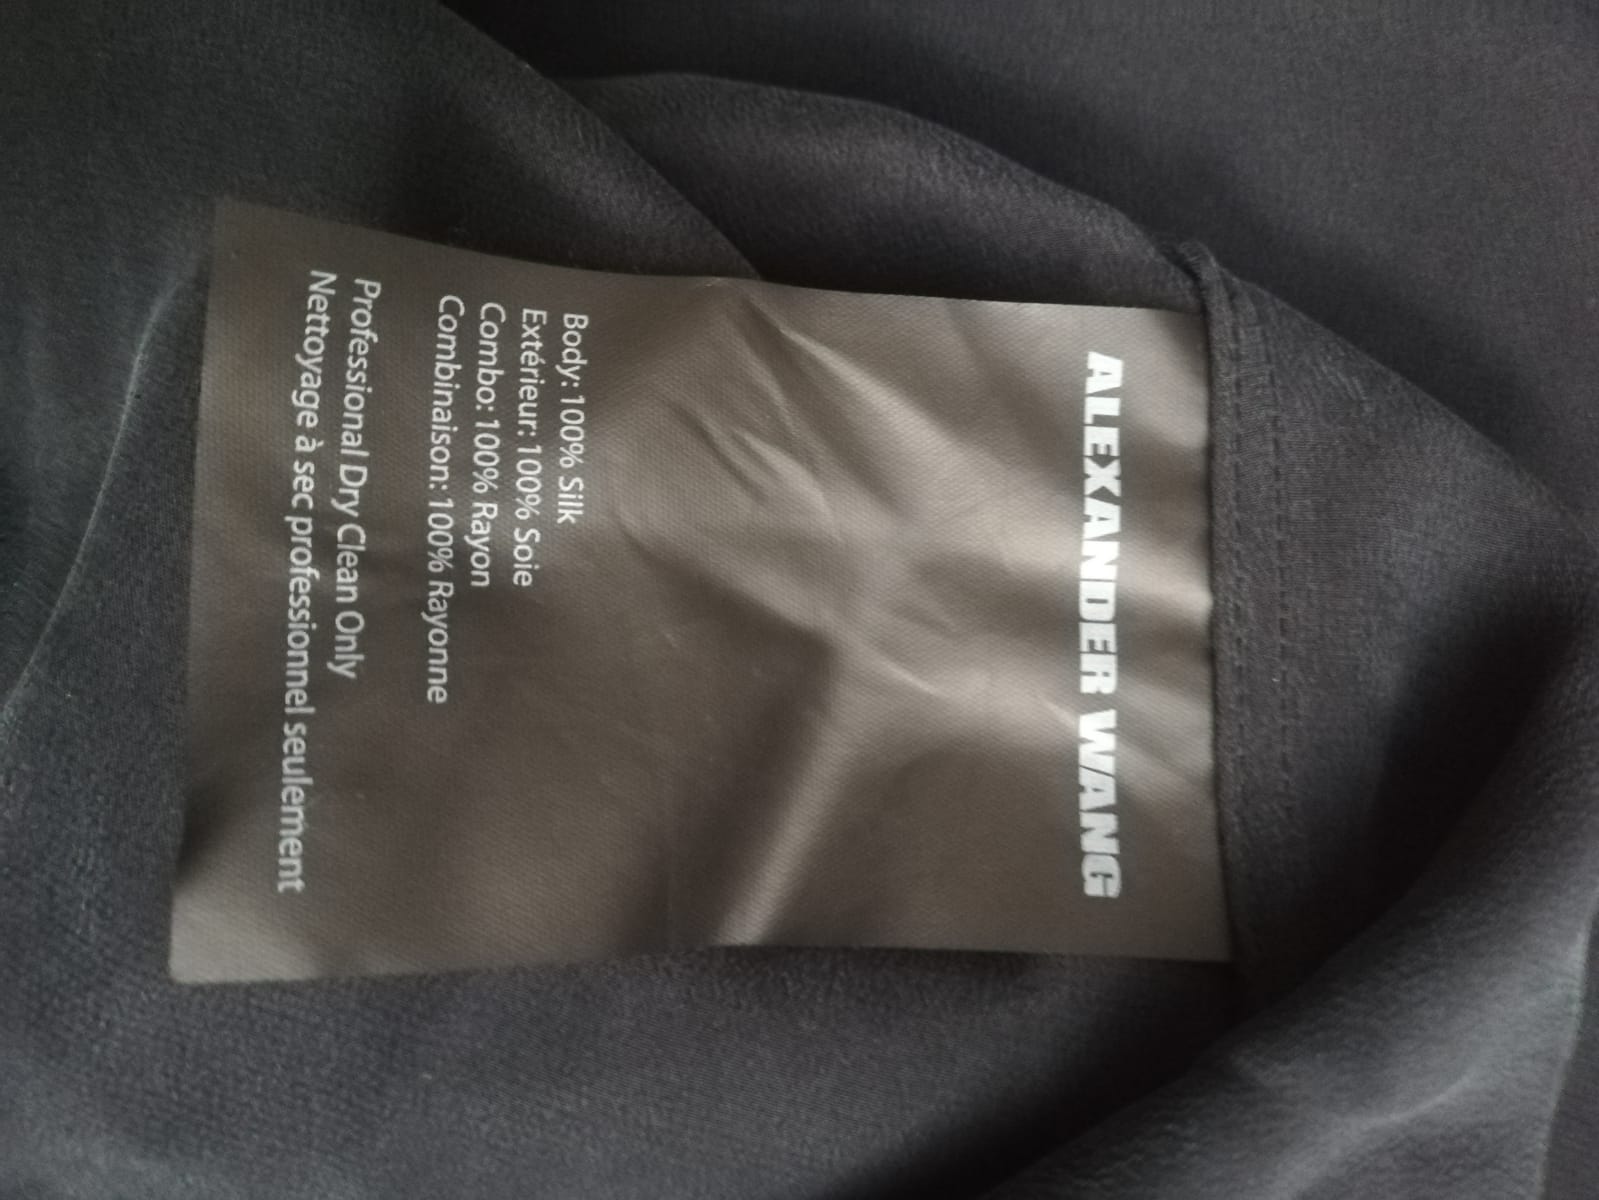 ALEXANDER WANG
Body: 100% Silk
Extérieur: 100% Soie
Combo: 100% Rayon
Combinaison: 100% Rayonne
Professional Dry Clean Only
Nettoyage à sec professionnel seulement